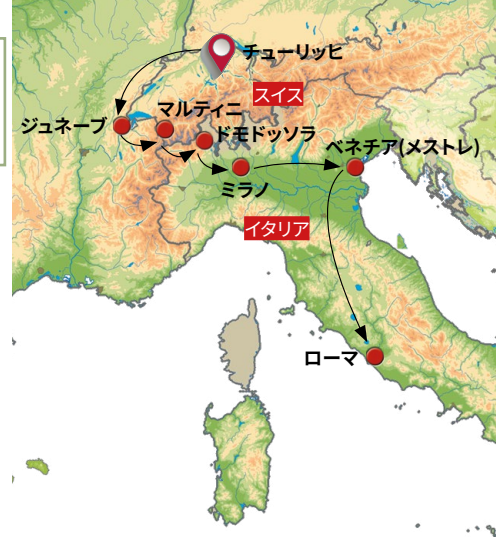 チューリッヒ
スイス
マルティニ
ジュネーブ
ドモドッソラ
ベネチア(メストレ)
ミラノ
イタリア
ローマ